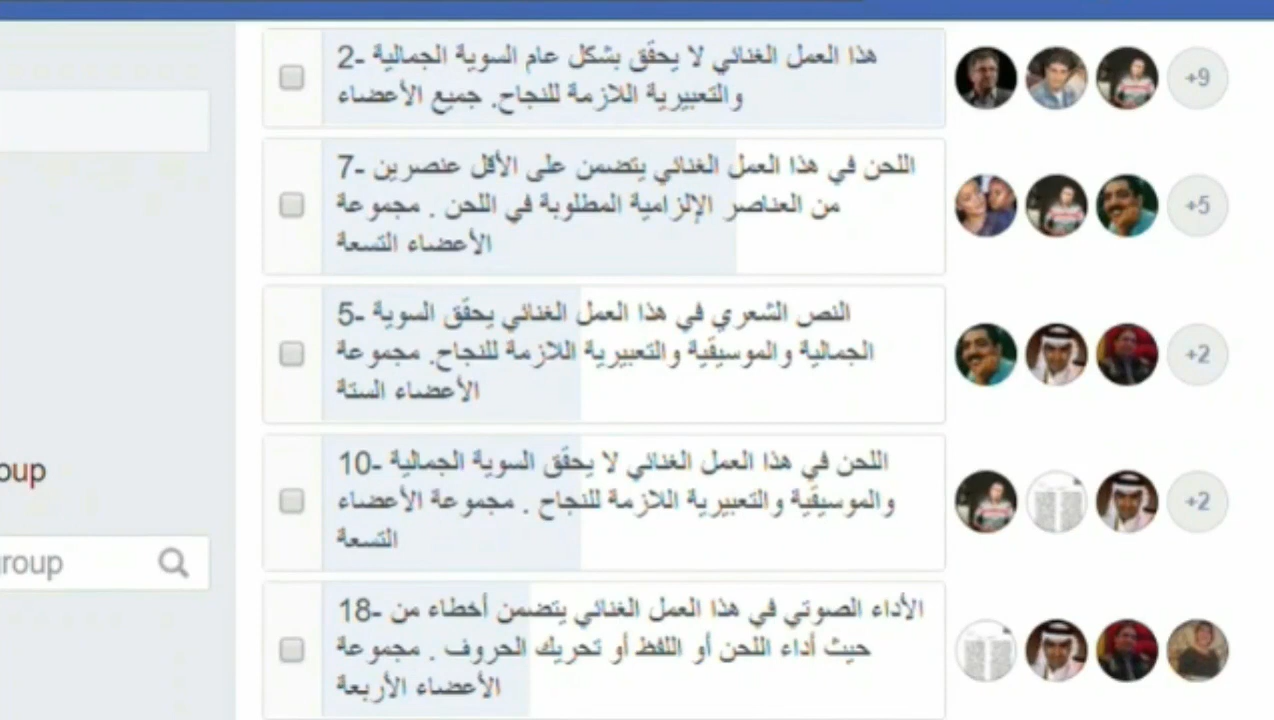 2- هذا العمل الغنائي لا يحقّق بشكل عام السوية الجمالية
والتعبيرية اللازمة للنجاح. جميع الأعضاء
+9
7- اللحن في هذا العمل الغنائي يتضمن على الأقل عنصرين
من العناصر الإلزامية المطلوبة في اللحن . مجموعة
الأعضاء التسعة
+5
5- النص الشعري في هذا العمل الغنائي يحقّق السوية
الجمالية والموسيقية والتعبيرية اللازمة للنجاح. مجموعة
الأعضاء الستة
+2
oup
10- اللحن في هذا العمل الغنائي لا يحقّق السوية الجمالية
والموسيقية والتعبيرية اللازمة للنجاح . مجموعة الأعضاء
التسعة
+2
roup
18- الأداء الصوتي في هذا العمل الغنائي يتضمن أخطاء من
حيث أداء اللحن أو اللفظ أو تحريك الحروف . مجموعة
الأعضاء الأربعة